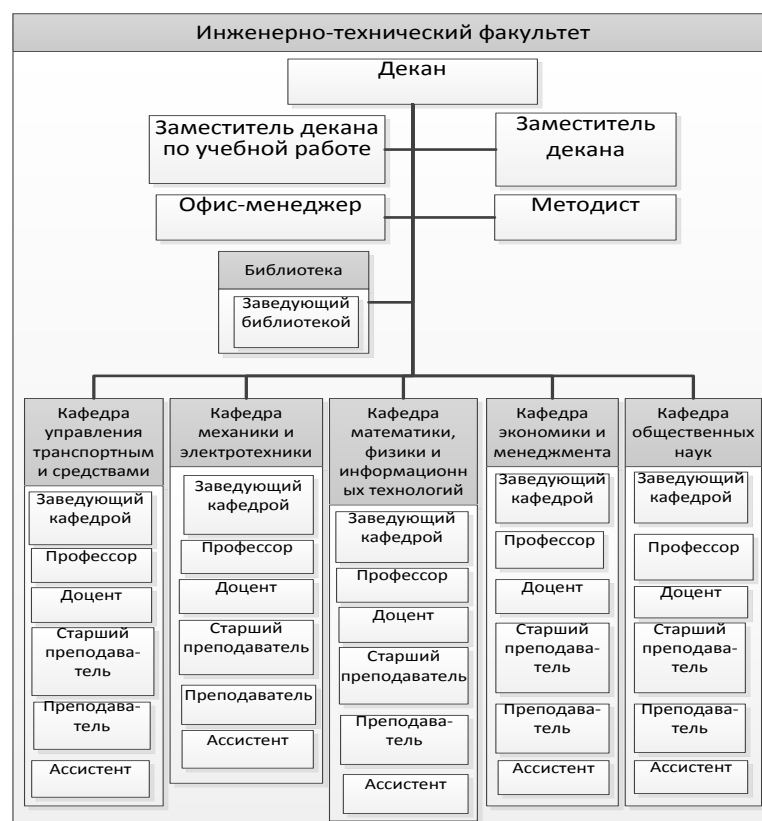 Инженерно-технический факультет
Декан
Заместитель декана
по учебной работе
Заместитель
декана
Офис-менеджер
Методист
Библиотека
Заведующий
библиотекой
Кафедра
управления
транспортным
и средствами
Заведующий
кафедрой
Профессор
Доцент
Старший
преподава-
тель
Преподава-
тель
Ассистент
Кафедра
механики и
электротехники
Заведующий
кафедрой
Профессор
Доцент
Старший
преподаватель
Преподаватель
Ассистент
Кафедра
математики,
физики и
информационн
ых технологий
Заведующий
кафедрой
Профессор
Доцент
Старший
преподаватель
Преподава-
тель
Ассистент
Кафедра
экономики и
менеджмента
Заведующий
кафедрой
Профессор
Доцент
Старший
преподава-
тель
Преподава-
тель
Ассистент
Кафедра
общественных
наук
Заведующий
кафедрой
Профессор
Доцент
Старший
преподава-
тель
Преподава-
тель
Ассистент